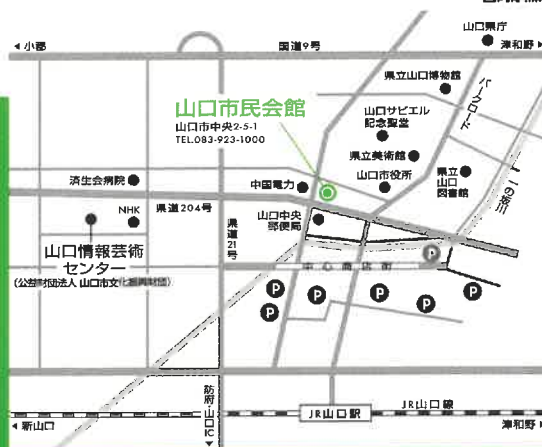 山口県庁
小郡
国道9号
津和野
県立山口博物館
パークロード
山口市民会館
山口市中央2-5-1
TEL.083-923-1000
山口サビエル
記念聖堂
県立美術館
済生会病院
中国電力
山口市役所
県立
山口
図書館
一の坂川
NHK
県道204号
山口中央
郵便局
県道21号
山口情報芸術
センター
(公益財団法人 山口市文化振興財団)
中心商店街
P
P
P
P
P
P
P
防府・山口IC
JR山口駅
JR山口線
新山口
津和野